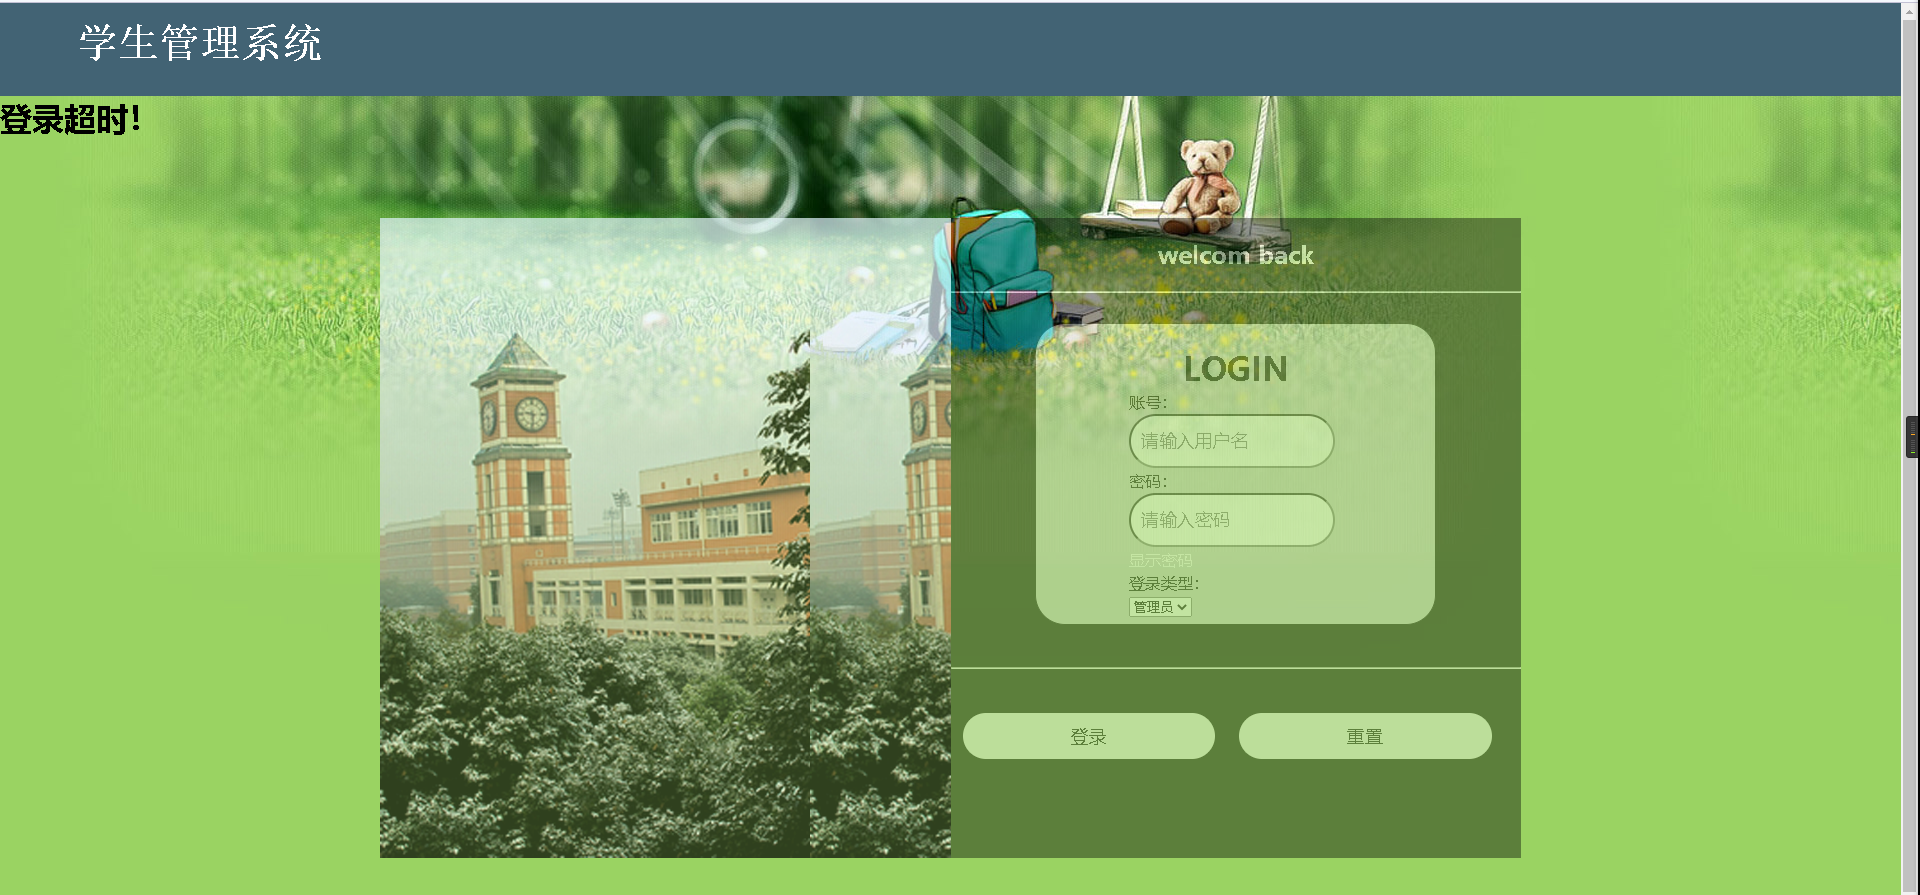 学生管理系统
登录超时！
welcom back
LOGIN
账号：
请输入用户名
密码：
请输入密码
显示密码
登录类型：
管理员
登录
重置